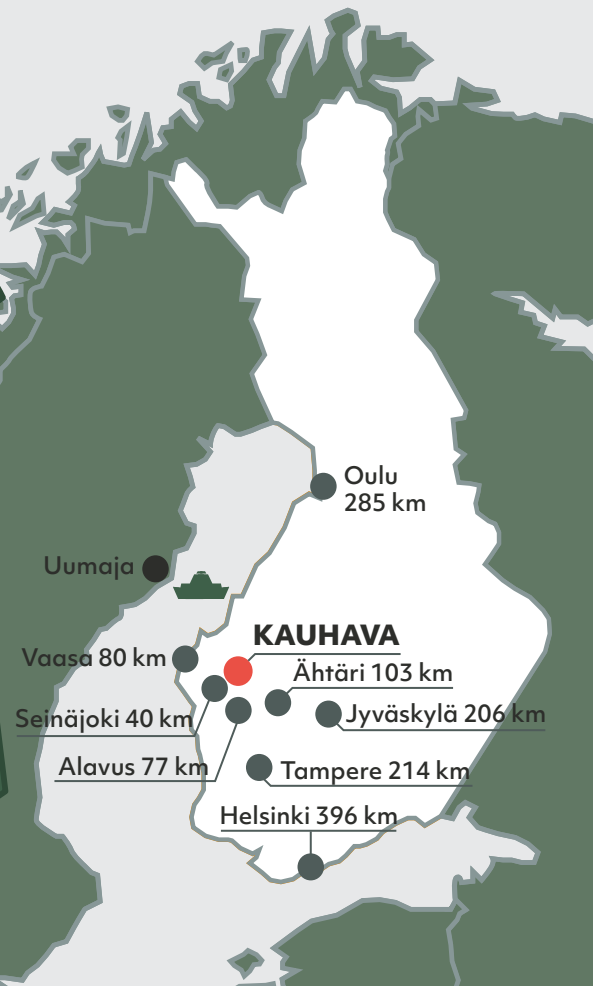 Oulu
285 km
Uumaja
KAUHAVA
Vaasa 80 km
Ähtäri 103 km
Seinäjoki 40 km
Jyväskylä 206 km
Alavus 77 km
Tampere 214 km
Helsinki 396 km